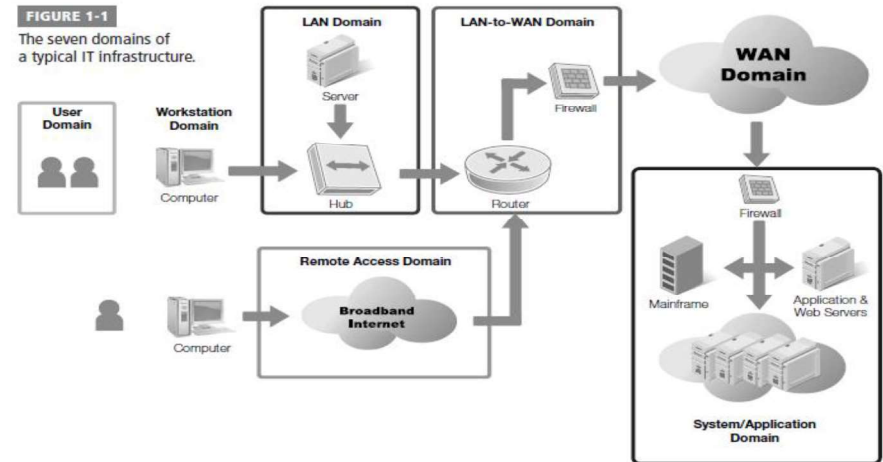 FIGURE 1-1
The seven domains of
a typical IT infrastructure.
User
Domain
Workstation
Domain
Computer
LAN Domain
Server
Hub
LAN-to-WAN Domain
Firewall
Router
WAN
Domain
Remote Access Domain
Broadband
Internet
Computer
Firewall
Mainframe
Application &
Web Servers
System/Application
Domain